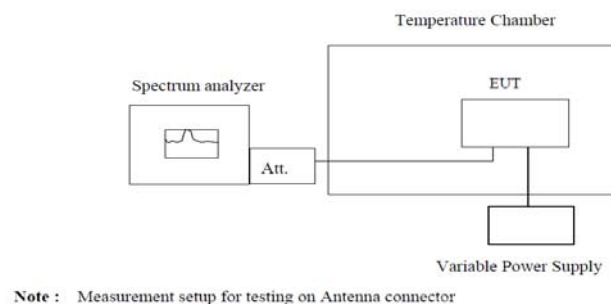 Temperature Chamber
Spectrum analyzer
EUT
Att.
Variable Power Supply
Note : Measurement setup for testing on Antenna connector